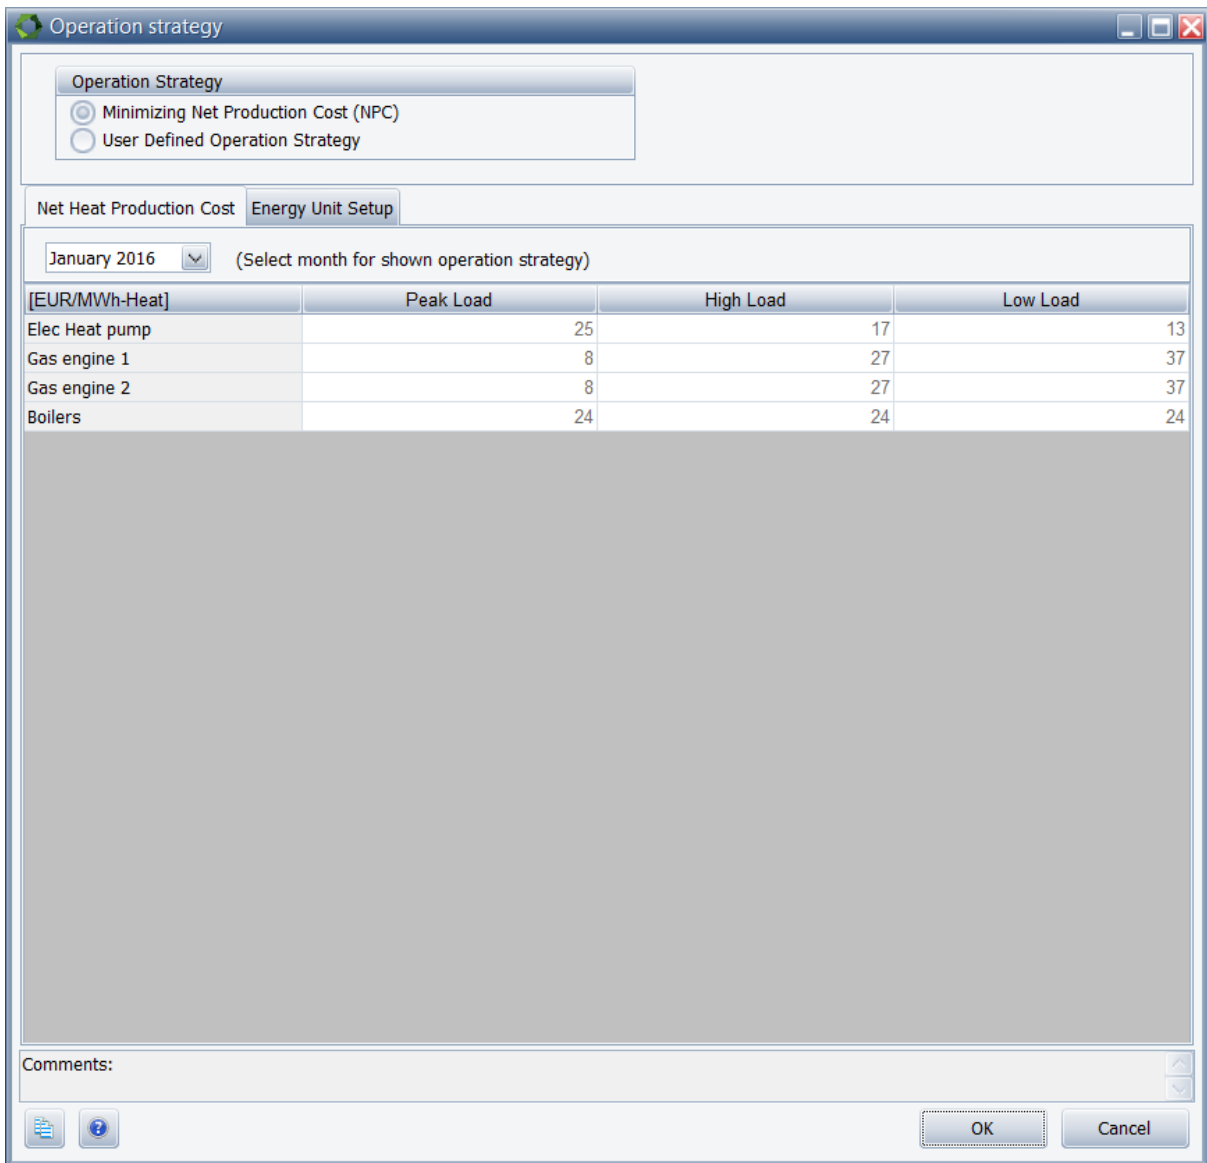 Operation strategy
Operation Strategy
Minimizing Net Production Cost (NPC)
User Defined Operation Strategy
Net Heat Production Cost Energy Unit Setup
January 2016 (Select month for shown operation strategy)
[EUR/MWh-Heat] Peak Load High Load Low Load
Elec Heat pump 25 17 13
Gas engine 1 8 27 37
Gas engine 2 8 27 37
Boilers 24 24 24
Comments:
OK Cancel